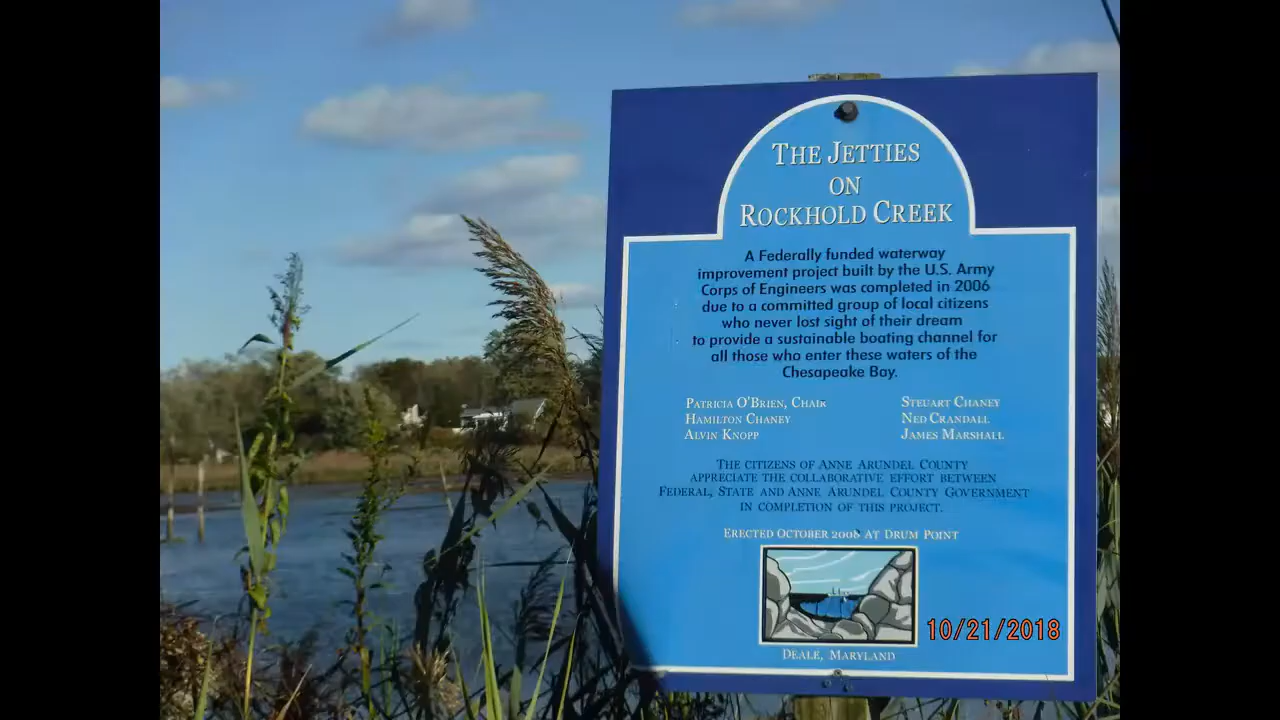 THE JETTIES
ON
ROCKHOLD CREEK
A Federally funded waterway
improvement project built by the U.S. Army
Corps of Engineers was completed in 2006
due to a committed group of local citizens
who never lost sight of their dream
to provide a sustainable boating channel for
all those who enter these waters of the
Chesapeake Bay.
PATRICIA O'BRIEN, CHAIR STEUART CHANEY
HAMILTON CHANEY NED CRANDALL
ALVIN KNOPP JAMES MARSHALL
THE CITIZENS OF ANNE ARUNDEL COUNTY
APPRECIATE THE COLLABORATIVE EFFORT BETWEEN
FEDERAL, STATE AND ANNE ARUNDEL COUNTY GOVERNMENT
IN COMPLETION OF THIS PROJECT.
ERECTED OCTOBER AT DRUM POINT
DEALE, MARYLAND
10/21/2018